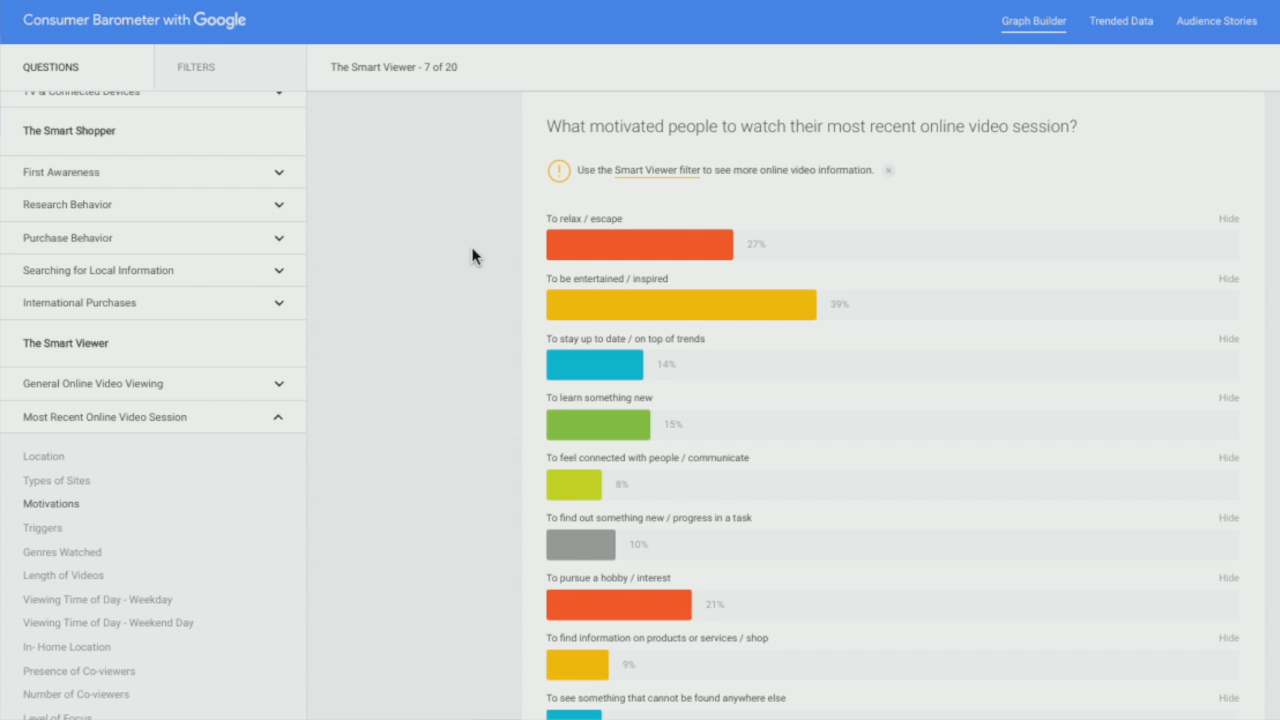 Consumer Barometer with Google
Graph Builder
Trended Data
Audience Stories
QUESTIONS
FILTERS
The Smart Viewer - 7 of 20
TV & Connected Devices
The Smart Shopper
First Awareness
Research Behavior
Purchase Behavior
Searching for Local Information
International Purchases
The Smart Viewer
General Online Video Viewing
Most Recent Online Video Session
Location
Types of Sites
Motivations
Triggers
Genres Watched
Length of Videos
Viewing Time of Day - Weekday
Viewing Time of Day - Weekend Day
In- Home Location
Presence of Co-viewers
Number of Co-viewers
Level of Focus
What motivated people to watch their most recent online video session?
! Use the Smart Viewer filter to see more online video information. ×
To relax / escape Hide
27%
To be entertained / inspired Hide
39%
To stay up to date / on top of trends Hide
14%
To learn something new Hide
15%
To feel connected with people / communicate Hide
8%
To find out something new / progress in a task Hide
10%
To pursue a hobby / interest Hide
21%
To find information on products or services / shop Hide
9%
To see something that cannot be found anywhere else Hide